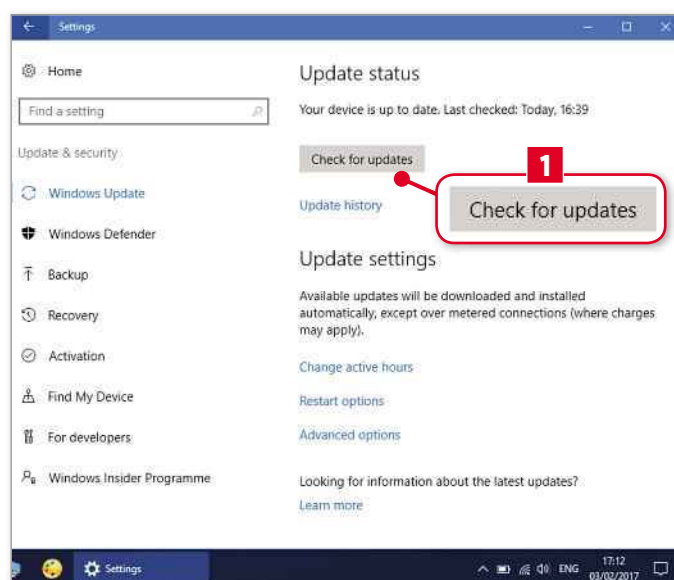 Settings
Home
Find a setting
Update & security
Windows Update
Windows Defender
Backup
Recovery
Activation
Find My Device
For developers
Windows Insider Programme
Update status
Your device is up to date. Last checked: Today, 16:39
Check for updates
1
Check for updates
Update history
Update settings
Available updates will be downloaded and installed
automatically, except over metered connections (where charges
may apply).
Change active hours
Restart options
Advanced options
Looking for information about the latest updates?
Learn more
Settings
ENG
17:12
03/02/2017